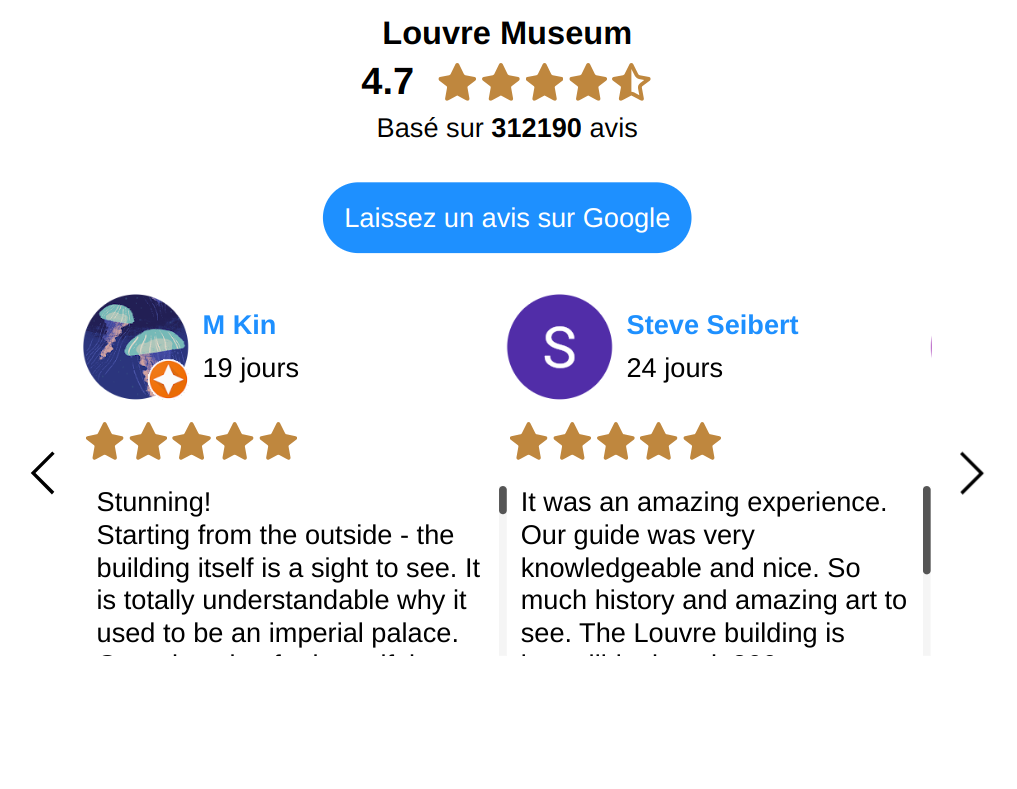 Louvre Museum
4.7
Basé sur 312190 avis
Laissez un avis sur Google
M Kin
19 jours
Stunning!
Starting from the outside - the
building itself is a sight to see. It
is totally understandable why it
used to be an imperial palace.
S
Steve Seibert
24 jours
It was an amazing experience.
Our guide was very
knowledgeable and nice. So
much history and amazing art to
see. The Louvre building is